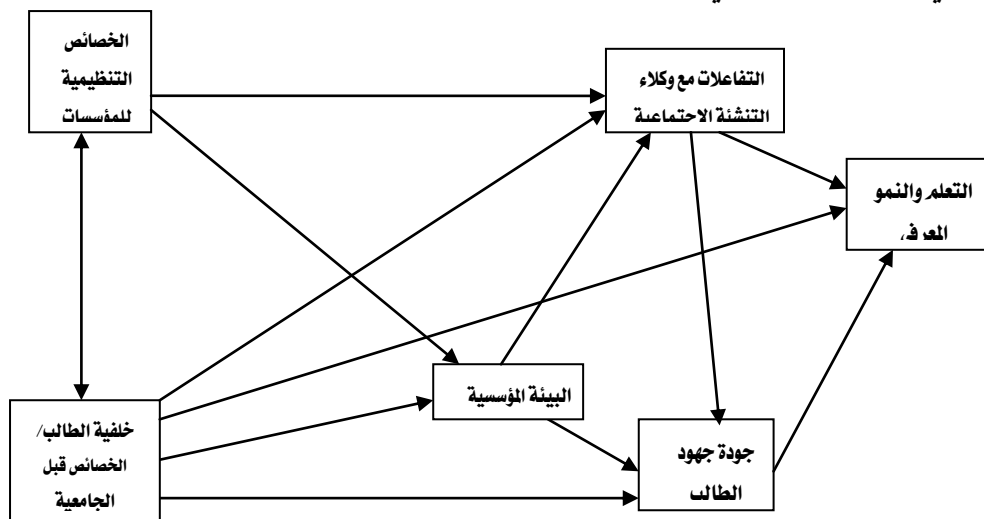 الخصائص
التنظيمية
للمؤسسات
التفاعلات مع وكلاء
التنشئة الاجتماعية
التعلم والنمو
المعرفي
البيئة المؤسسية
خلفية الطالب/
الخصائص قبل
الجامعية
جودة جهود
الطالب